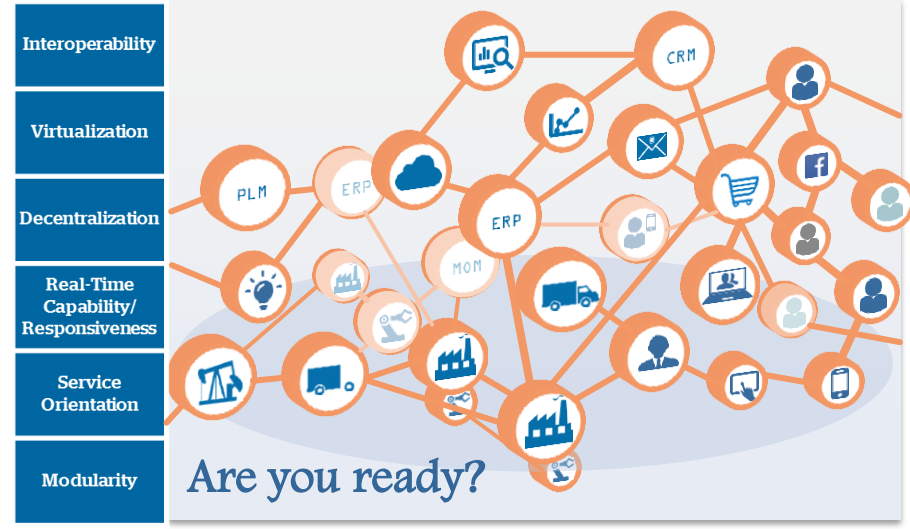 Interoperability
Virtualization
Decentralization
Real-Time
Capability/
Responsiveness
Service
Orientation
Modularity
CRM
PLM
ERP
ERP
MOM
f
Are you ready?